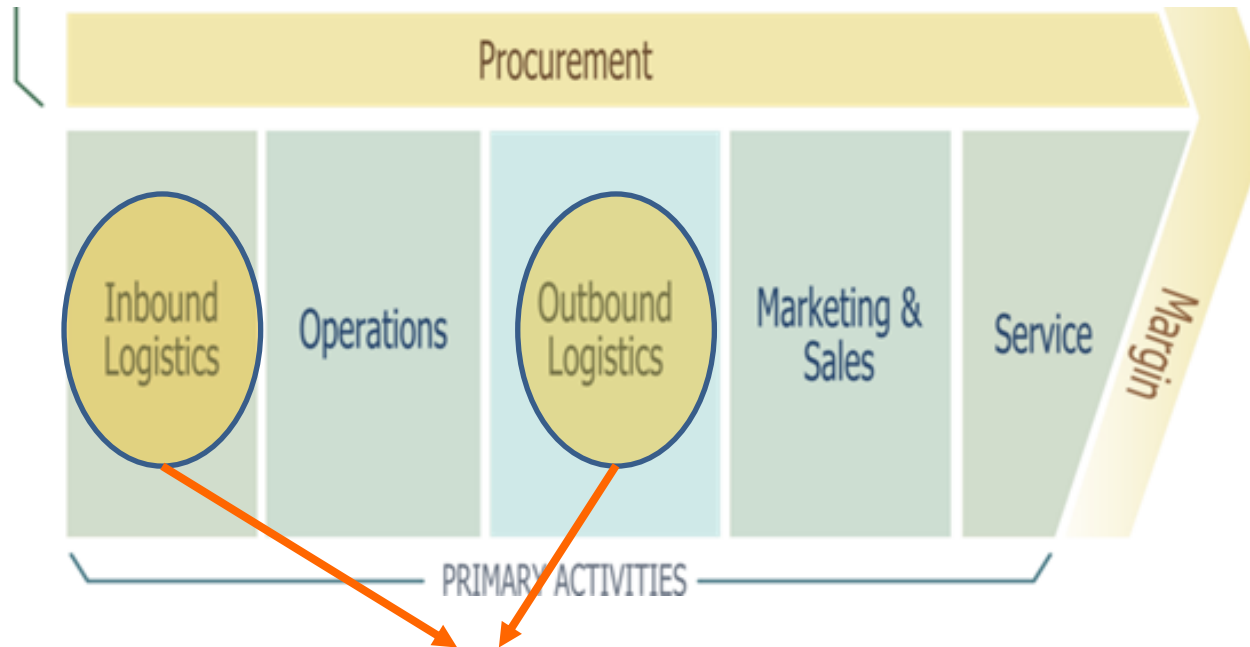 Procurement
Inbound
Logistics
Operations
Outbound
Logistics
Marketing &
Sales
Service
Margin
PRIMARY ACTIVITIES